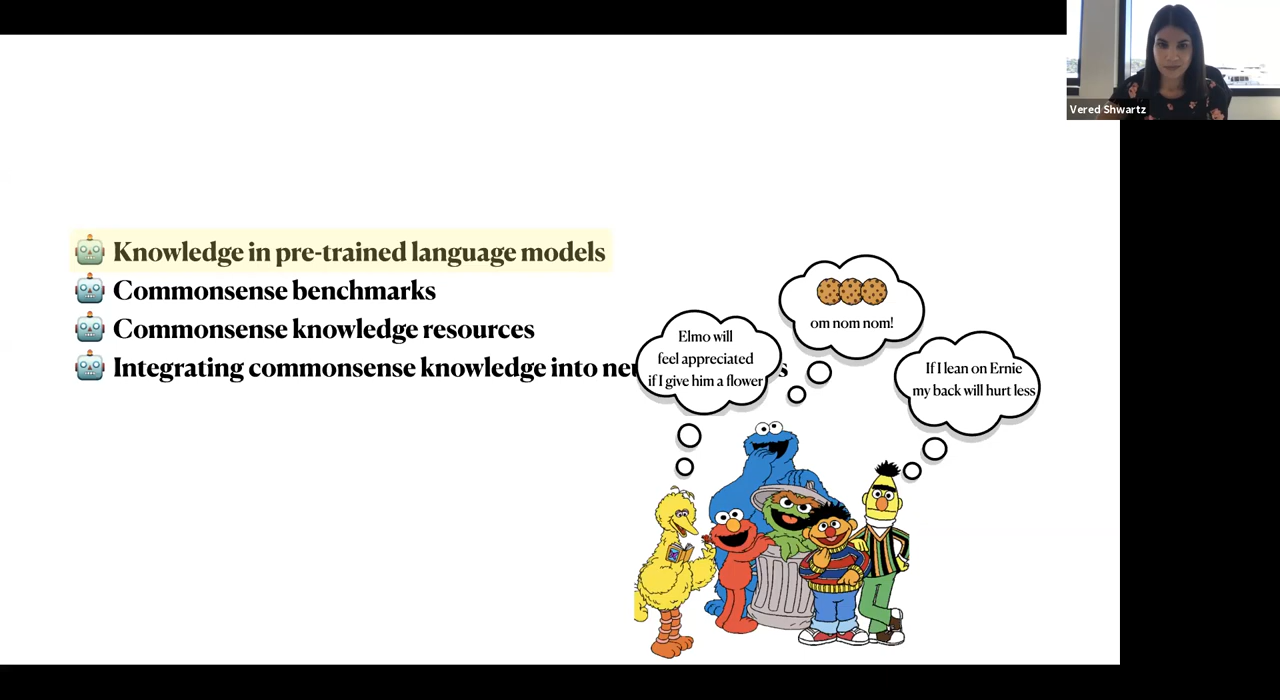 Vered Shwartz
Knowledge in pre-trained language models
Commonsense benchmarks
Commonsense knowledge resources
Integrating commonsense knowledge into
om nom nom!
Elmo will
feel appreciated
if I give him a flower
If I lean on Ernie
my back will hurt less